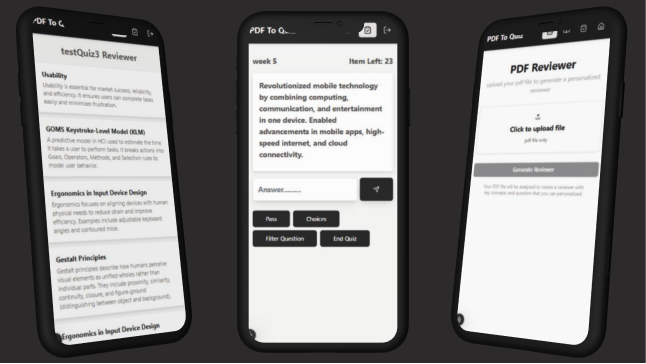 PDF To Q
testQuiz3 Reviewer
Usability
Usability is essential for market success, reliability,
and efficiency. It ensures users can complete tasks
easily and minimizes frustration.
GOMS Keystroke-Level Model (KLM)
A predictive model in HCI used to estimate the time
it takes a user to perform tasks. It breaks actions into
Goals, Operators, Methods, and Selection rules to
model user behavior.
Ergonomics in Input Device Design
Ergonomics focuses on aligning devices with human
physical needs to reduce strain and improve
efficiency. Examples include adjustable keyboard
angles and contoured mice.
Gestalt Principles
Gestalt principles describe how humans perceive
visual elements as unified wholes rather than
individual parts. They include proximity, similarity,
continuity, closure, and figure-ground
(distinguishing between object and background).
Ergonomics in Input Device Design
PDF To Q
week 5
Item Left: 23
Revolutionized mobile technology
by combining computing,
communication, and entertainment
in one device. Enabled
advancements in mobile apps, high-
speed internet, and cloud
connectivity.
Answer.........
Pass
Choices
Filter Question
End Quiz
PDF To Quiz
PDF Reviewer
upload your pdf file to generate a personalized
reviewer
Click to upload file
pdf file only
Generate Reviewer
Your PDF file will be analyzed to create a reviewer with
key concepts and question that you can personalized